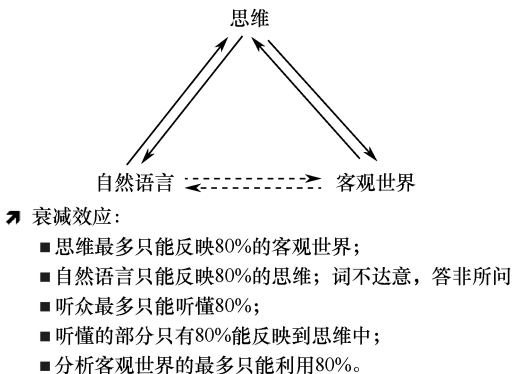 思维
自然语言 客观世界
衰减效应：
思维最多只能反映80%的客观世界；
自然语言只能反映80%的思维；词不达意，答非所问
听众最多只能听懂80%；
听懂的部分只有80%能反映到思维中；
分析客观世界的最多只能利用80%。